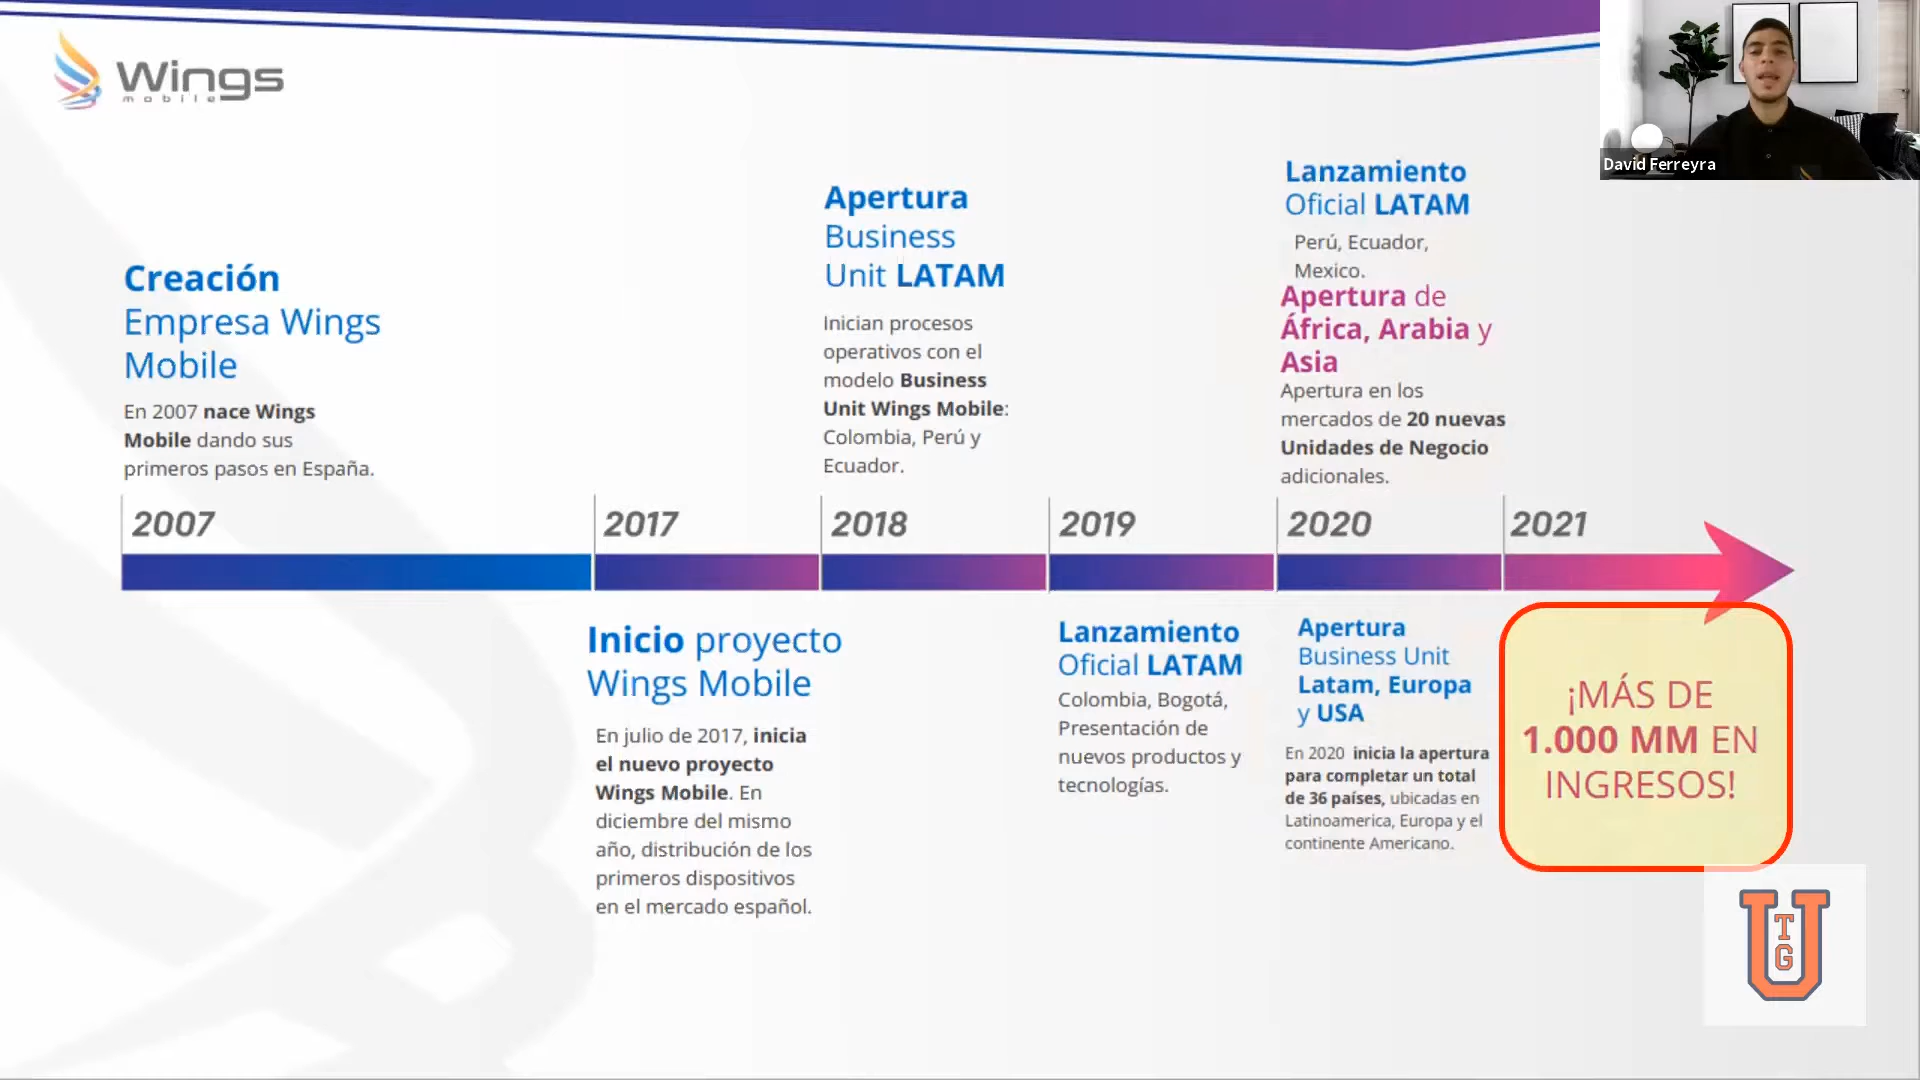 Wings
mobile
David Ferreyra
Creación
Empresa Wings
Mobile
En 2007 nace Wings
Mobile dando sus
primeros pasos en España.
Apertura
Business
Unit LATAM
Inician procesos
operativos con el
modelo Business
Unit Wings Mobile:
Colombia, Perú y
Ecuador.
Lanzamiento
Oficial LATAM
Perú, Ecuador,
Mexico.
Apertura de
África, Arabia y
Asia
Apertura en los
mercados de 20 nuevas
Unidades de Negocio
adicionales.
2007
2017
2018
2019
2020
2021
Inicio proyecto
Wings Mobile
En julio de 2017, inicia
el nuevo proyecto
Wings Mobile. En
diciembre del mismo
año, distribución de los
primeros dispositivos
en el mercado español.
Lanzamiento
Oficial LATAM
Colombia, Bogotá,
Presentación de
nuevos productos y
tecnologías.
Apertura
Business Unit
Latam, Europa
y USA
En 2020 inicia la apertura
para completar un total
de 36 países, ubicadas en
Latinoamerica, Europa y el
continente Americano.
¡MÁS DE
1.000 MM EN
INGRESOS!
U
T
G